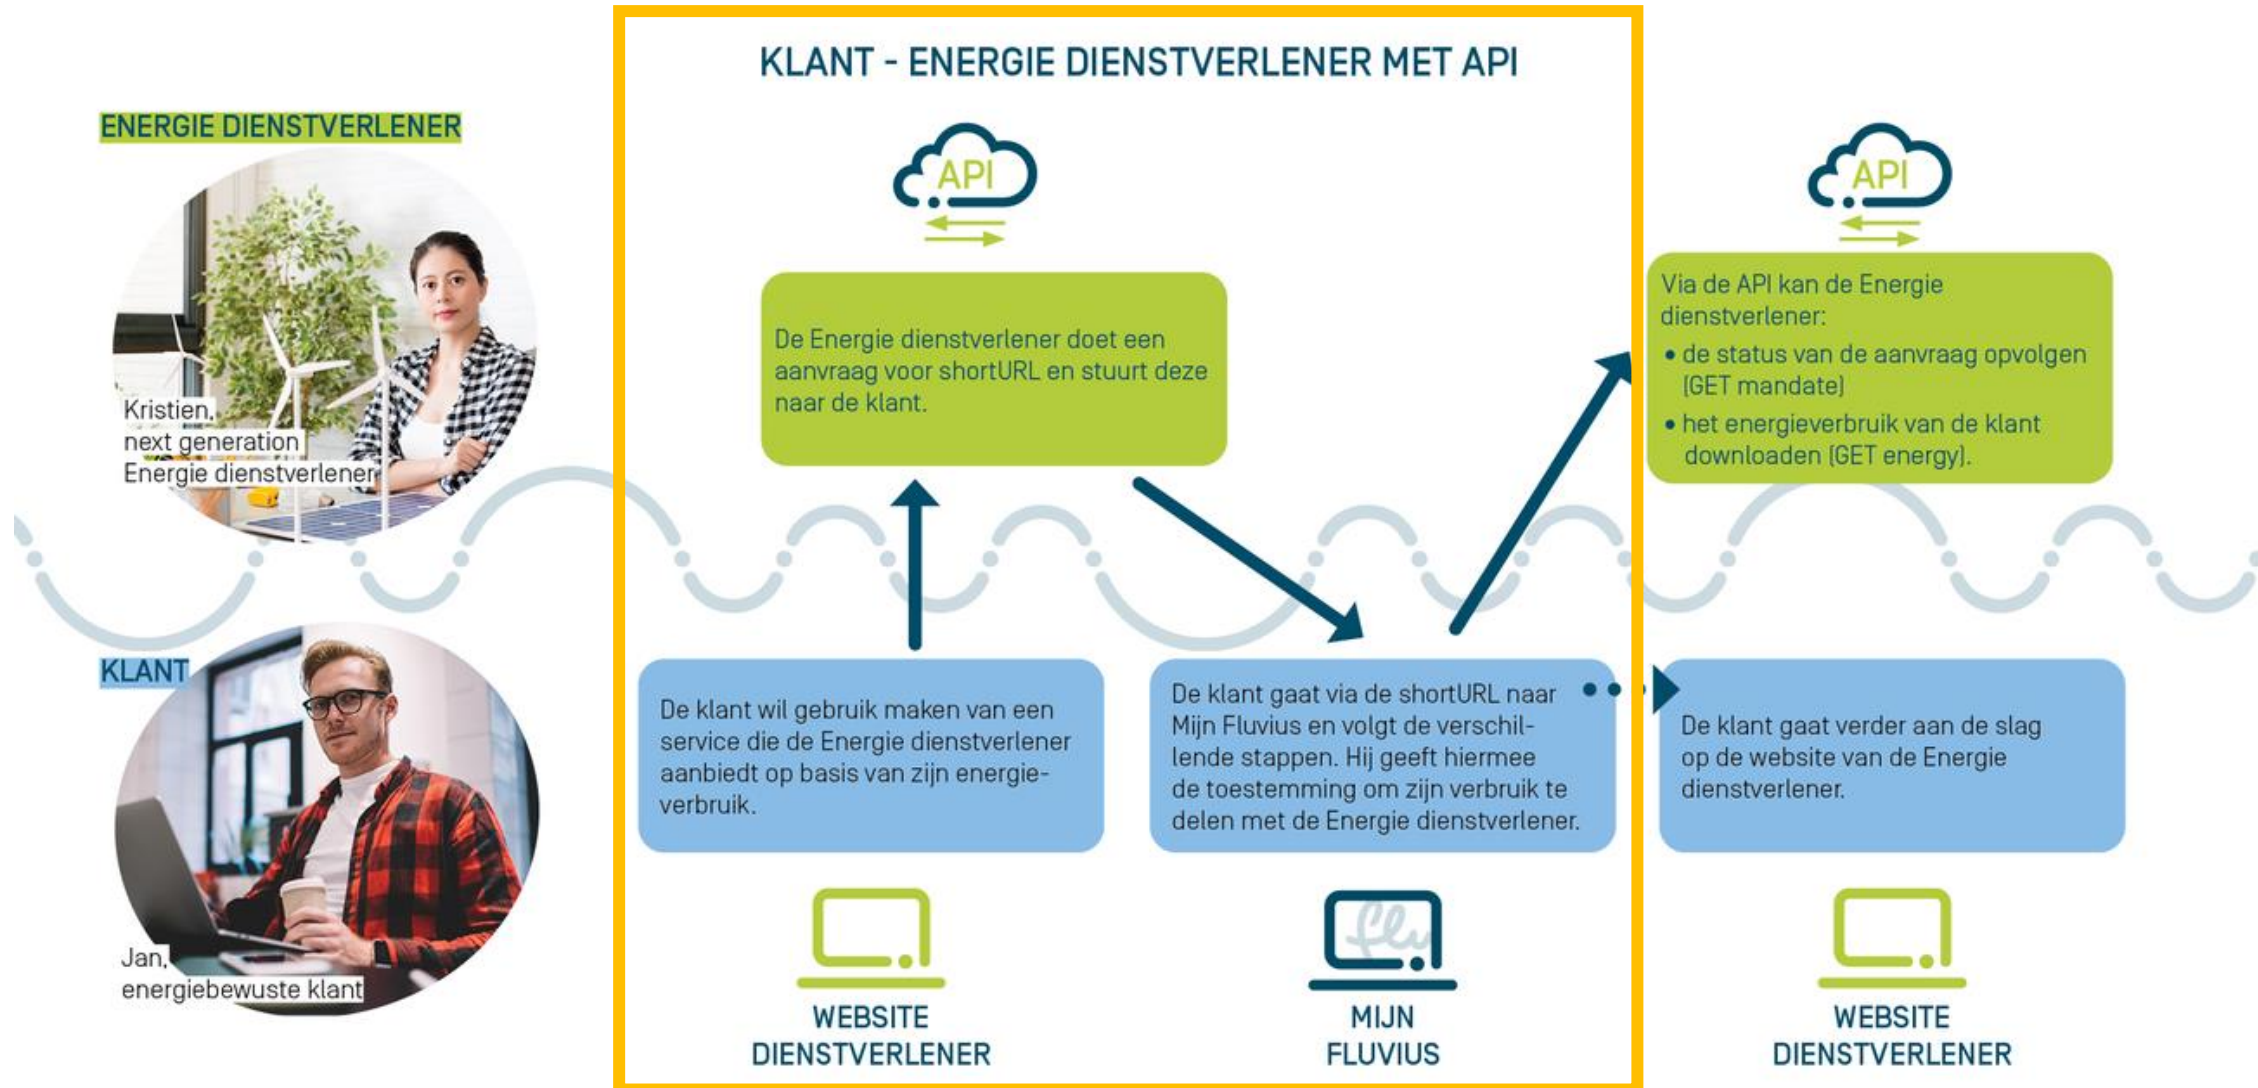 KLANT - ENERGIE DIENSTVERLENER MET API
ENERGIE DIENSTVERLENER
Kristien,
next generation
Energie dienstverlener
KLANT
Jan,
energiebewuste klant
API
De Energie dienstverlener doet een
aanvraag voor shortURL en stuurt deze
naar de klant.
API
Via de API kan de Energie
dienstverlener:
• de status van de aanvraag opvolgen
(GET mandate)
• het energieverbruik van de klant
downloaden (GET energy).
De klant wil gebruik maken van een
service die de Energie dienstverlener
aanbiedt op basis van zijn energie-
verbruik.
De klant gaat via de shortURL naar
Mijn Fluvius en volgt de verschil-
lende stappen. Hij geeft hiermee
de toestemming om zijn verbruik te
delen met de Energie dienstverlener.
De klant gaat verder aan de slag
op de website van de Energie
dienstverlener.
WEBSITE
DIENSTVERLENER
flu
MIJN
FLUVIUS
WEBSITE
DIENSTVERLENER